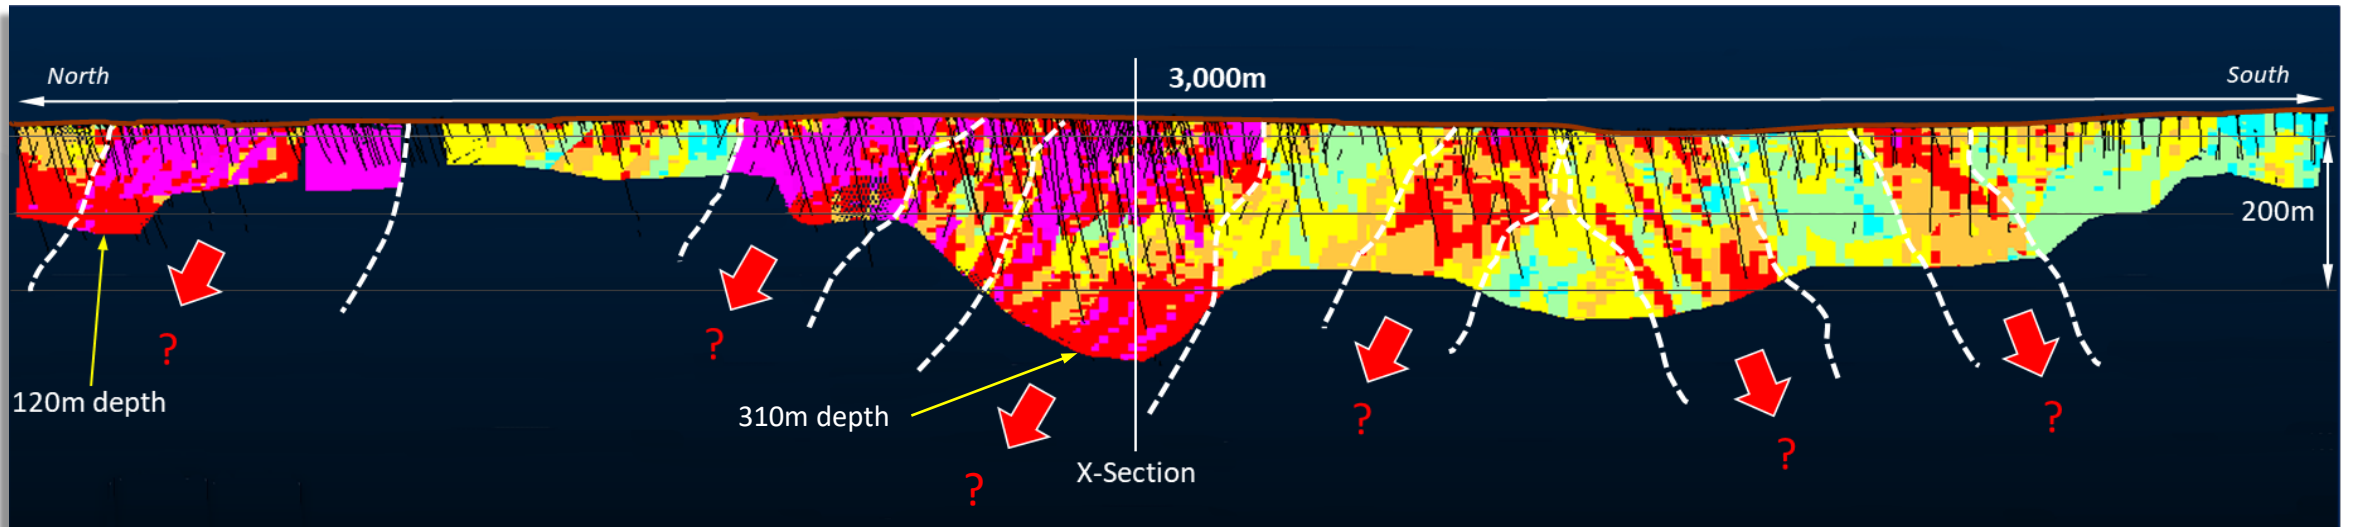 North
3,000m
South
200m
120m depth
310m depth
X-Section
?
?
?
?
?
?